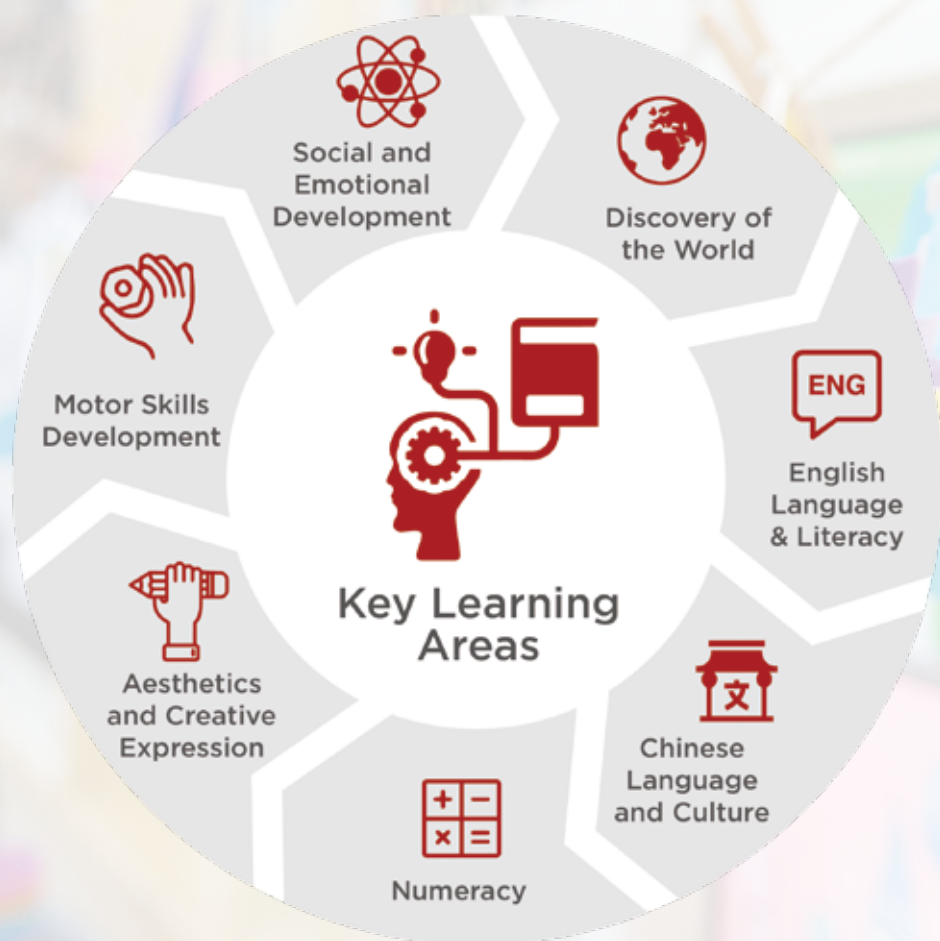 Social and
Emotional
Development
Discovery of
the World
ENG
English
Language
& Literacy
文
Chinese
Language
and Culture
+ −
× =
Numeracy
Aesthetics
and Creative
Expression
Motor Skills
Development
Key Learning
Areas